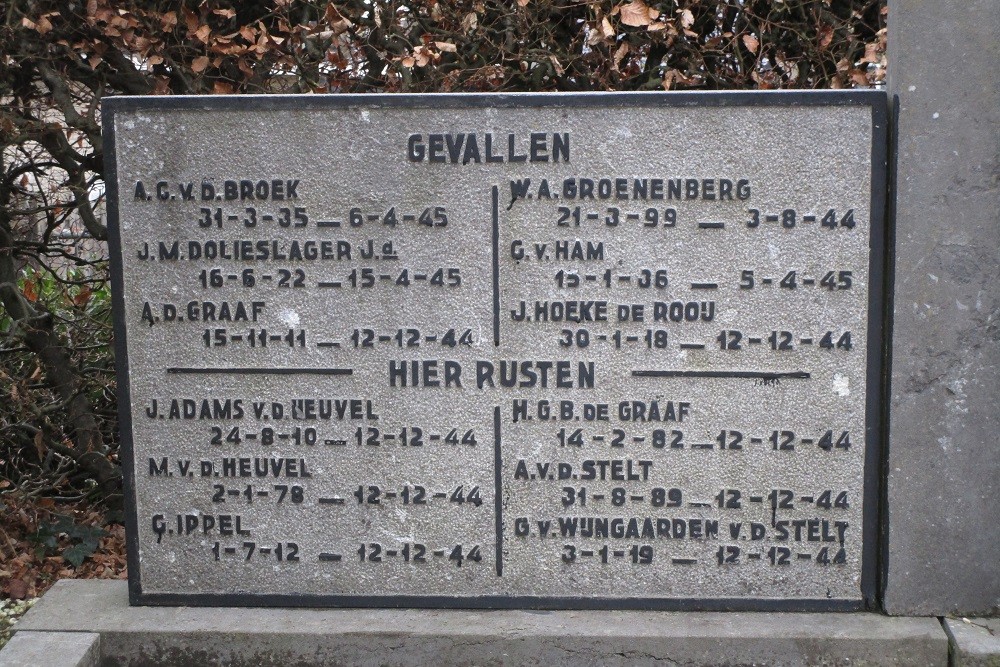 GEVALLEN
A.C.V.D. BROEK
31-3-35 _ 6-4-45
J.M. DOLIESLAGER J.d
16-6-22 _ 15-4-45
A.D. GRAAF
15-11-11 _ 12-12-44
W.A. GROENENBERG
21-3-99 _ 3-8-44
C.V. HAM
15-1-36 _ 5-4-45
J. HOEKE DE ROOIJ
30-1-18 _ 12-12-44
HIER RUSTEN
J. ADAMS V.D. HEUVEL
24-8-10 _ 12-12-44
M.V.D. HEUVEL
2-1-78 _ 12-12-44
C. IPPEL
1-7-12 _ 12-12-44
H.G.B. DE GRAAF
14-2-82 _ 12-12-44
A.V.D. STELT
31-8-89 _ 12-12-44
G.V. WIJNGAARDEN V.D. STELT
3-1-19 _ 12-12-44